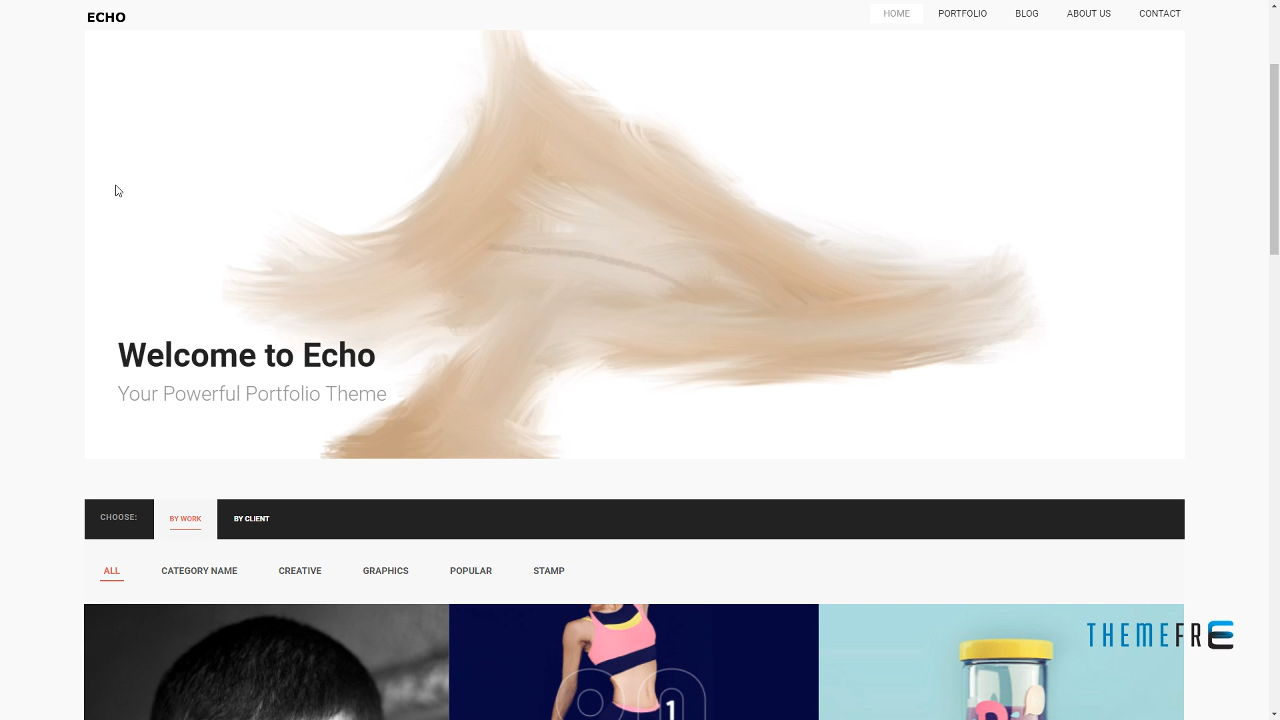 ECHO
HOME PORTFOLIO BLOG ABOUT US CONTACT
Welcome to Echo
Your Powerful Portfolio Theme
CHOOSE: BY WORK BY CLIENT
ALL CATEGORY NAME CREATIVE GRAPHICS POPULAR STAMP
THEMEFRE
1